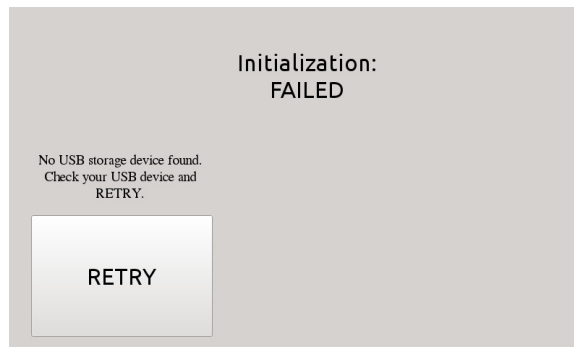 Initialization:
FAILED
No USB storage device found.
Check your USB device and
RETRY.
RETRY